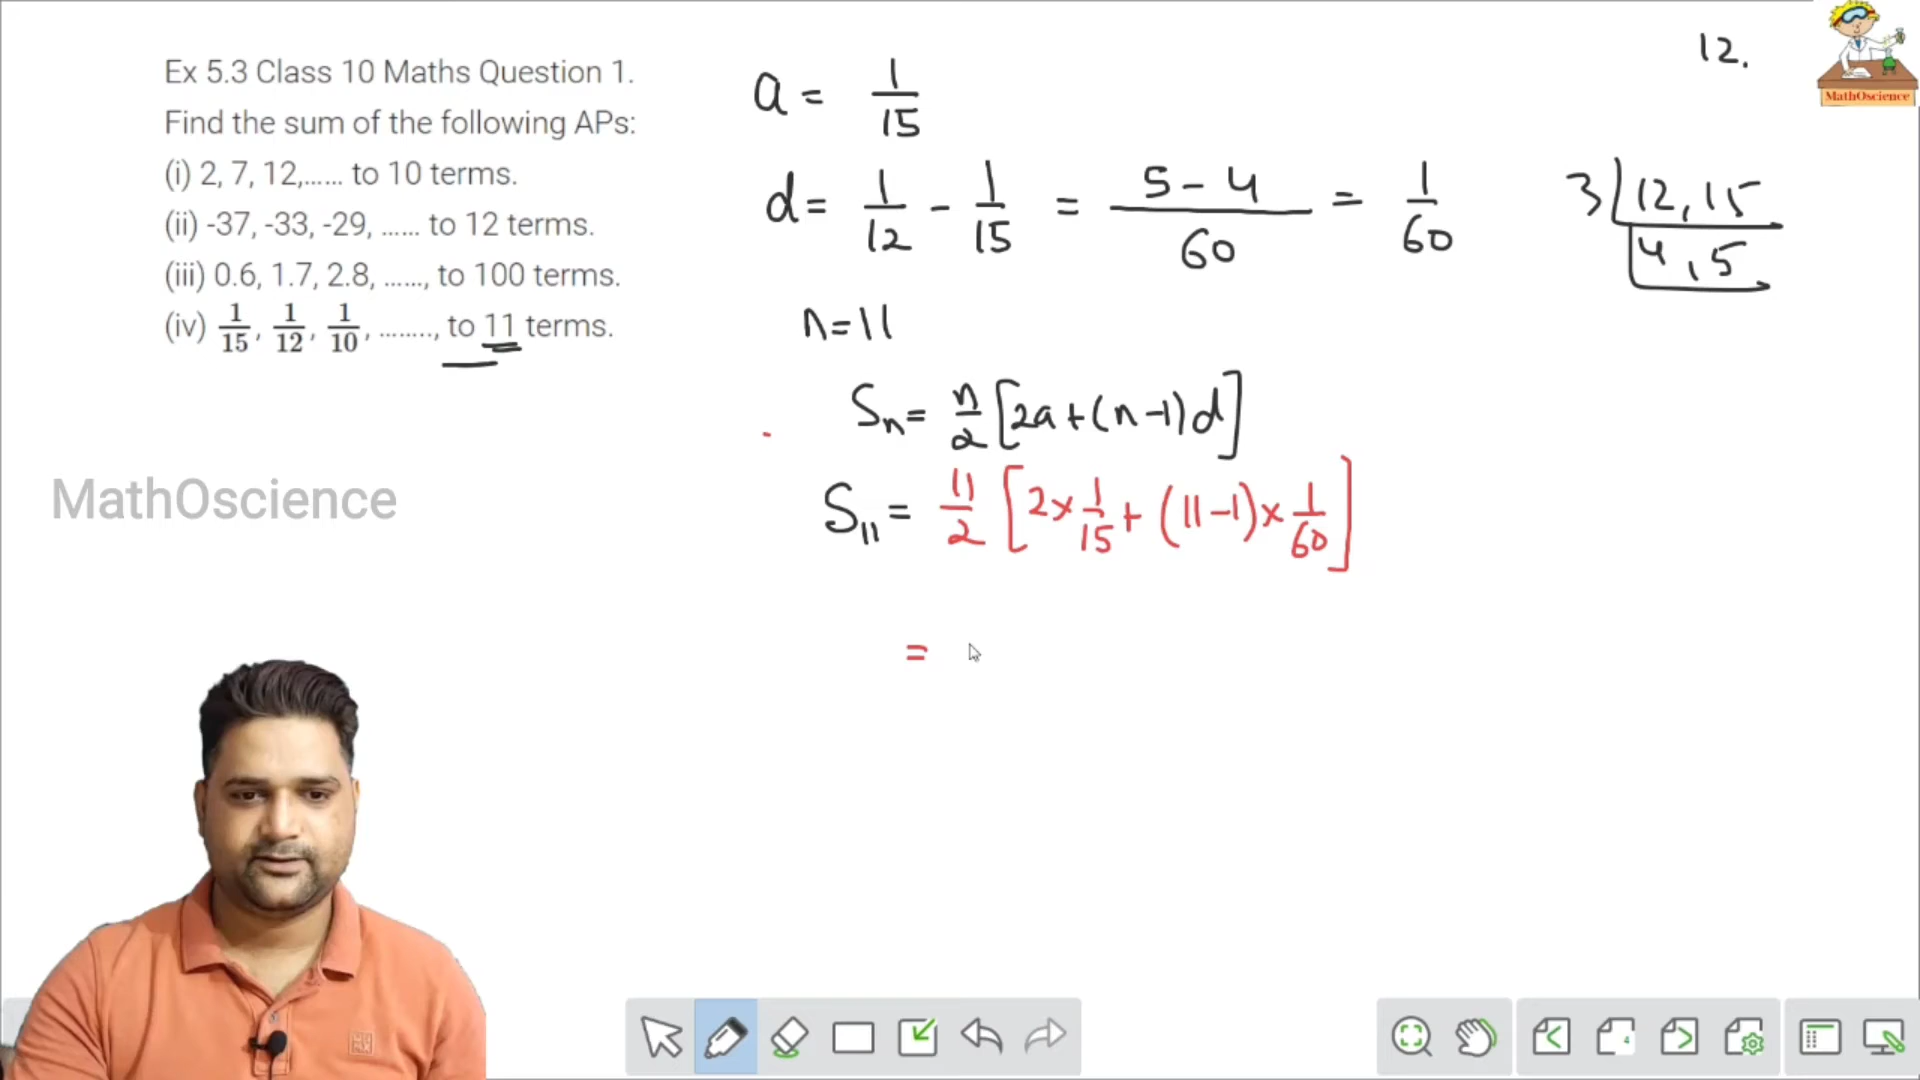 Ex 5.3 Class 10 Maths Question 1.
Find the sum of the following APs:
(i) 2, 7, 12,...... to 10 terms.
(ii) -37, -33, -29, ...... to 12 terms.
(iii) 0.6, 1.7, 2.8, ......, to 100 terms.
(iv) 1/15, 1/12, 1/10, ........, to 11 terms.
MathOscience
a = 1/15
d = 1/12 - 1/15 = (5 - 4)/60 = 1/60
n = 11
Sn = n/2 [2a + (n - 1) d]
S11 = 11/2 [2 × 1/15 + (11 - 1) × 1/60]
=
12.
3 | 12, 15
4, 5
MathOscience
4